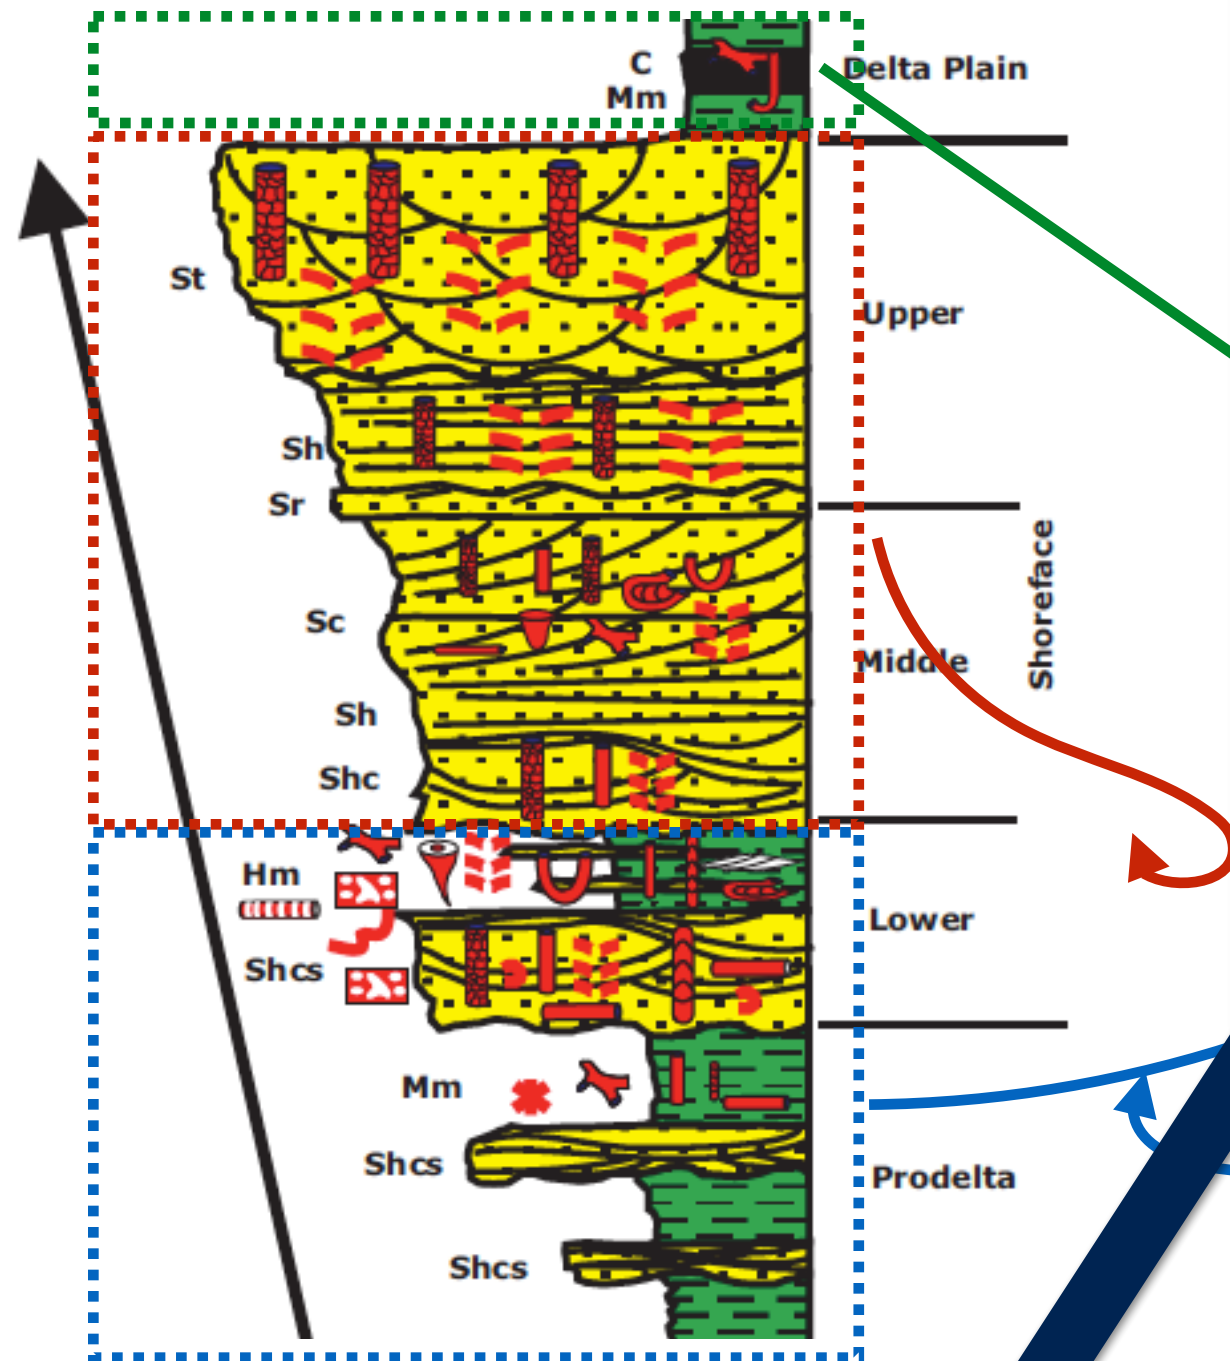 C
Mm
Delta Plain
St
Upper
Sh
Sr
Shoreface
Sc
Middle
Sh
Shc
Hm
Lower
Shcs
Mm
Shcs
Prodelta
Shcs